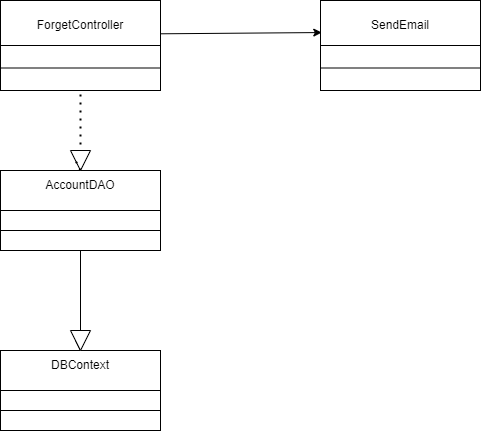 ForgetController
SendEmail
AccountDAO
DBContext